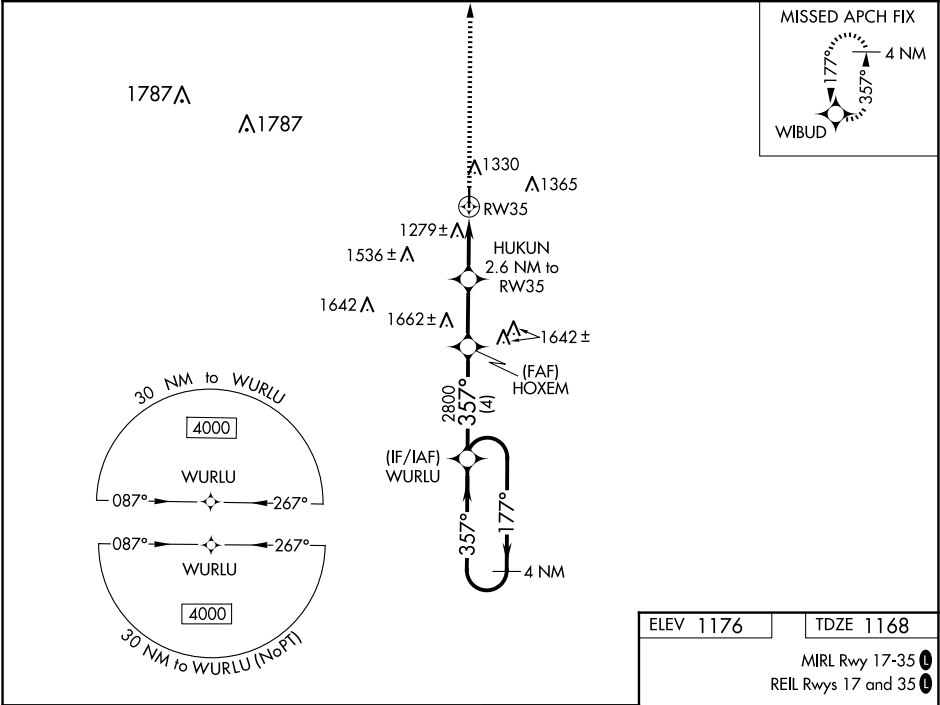 MISSED APCH FIX
4 NM
177°
357°
WIBUD
1787
1787
1330
1365
RW35
1279±
HUKUN
2.6 NM to
RW35
1536±
1642
1662±
1642±
(FAF)
HOXEM
2800
357°
(4)
(IF/IAF)
WURLU
357°
177°
4 NM
30 NM to WURLU
4000
WURLU
087°
267°
087°
267°
WURLU
4000
30 NM to WURLU (NoPT)
ELEV 1176
TDZE 1168
MIRL Rwy 17-35 L
REIL Rwys 17 and 35 L